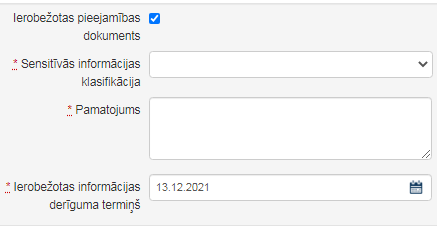 Ierobežotas pieejamības
dokuments
* Sensitīvās informācijas
klasifikācija
* Pamatojums
* Ierobežotas informācijas
derīguma termiņš
13.12.2021